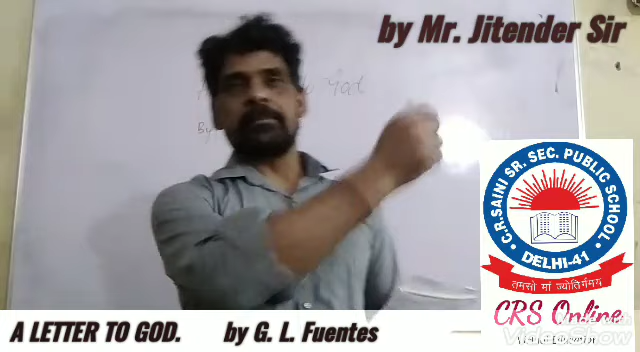 by Mr. Jitender Sir
By
C.R.SAINI SR. SEC. PUBLIC SCHOOL
DELHI-41
तमसो मां ज्योतिर्गमय
CRS Online
A LETTER TO GOD. by G. L. Fuentes
VideoShow